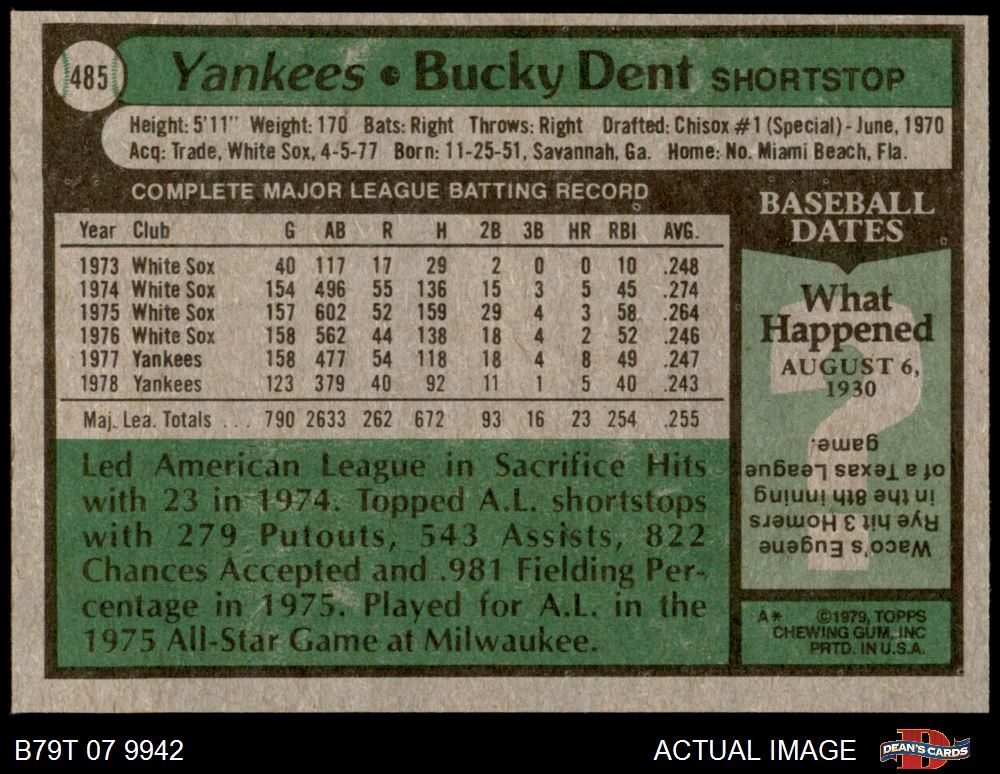 485
Yankees • Bucky Dent SHORTSTOP
Height: 5'11" Weight: 170 Bats: Right Throws: Right Drafted: Chisox #1 (Special) - June, 1970
Acq: Trade, White Sox, 4-5-77 Born: 11-25-51, Savannah, Ga. Home: No. Miami Beach, Fla.
COMPLETE MAJOR LEAGUE BATTING RECORD
Year Club G AB R H 2B 3B HR RBI AVG.
1973 White Sox 40 117 17 29 2 0 0 10 .248
1974 White Sox 154 496 55 136 15 3 5 45 .274
1975 White Sox 157 602 52 159 29 4 3 58 .264
1976 White Sox 158 562 44 138 18 4 2 52 .246
1977 Yankees 158 477 54 118 18 4 8 49 .247
1978 Yankees 123 379 40 92 11 1 5 40 .243
Maj. Lea. Totals ... 790 2633 262 672 93 16 23 254 .255
Led American League in Sacrifice Hits
with 23 in 1974. Topped A.L. shortstops
with 279 Putouts, 543 Assists, 822
Chances Accepted and .981 Fielding Per-
centage in 1975. Played for A.L. in the
1975 All-Star Game at Milwaukee.
BASEBALL
DATES
What
Happened
AUGUST 6,
1930
Waco's Eugene
Rye hit 3 Homers
in the 8th inning
of a Texas League
game.
A* ©1979, TOPPS
CHEWING GUM, INC
PRTD. IN U.S.A.
B79T 07 9942
ACTUAL IMAGE
DEAN'S CARDS